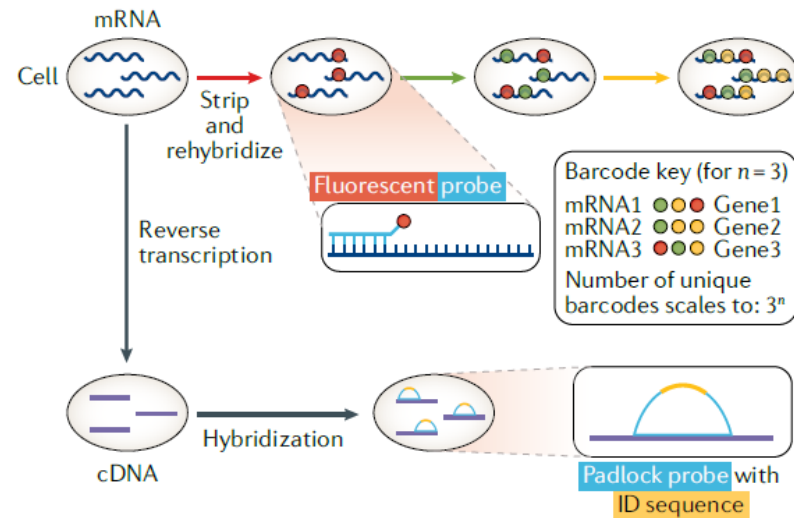 mRNA
Cell
Strip
and
rehybridize
Fluorescent probe
Barcode key (for n = 3)
mRNA1 Gene1
mRNA2 Gene2
mRNA3 Gene3
Number of unique
barcodes scales to: 3ⁿ
Reverse
transcription
Hybridization
cDNA
Padlock probe with
ID sequence